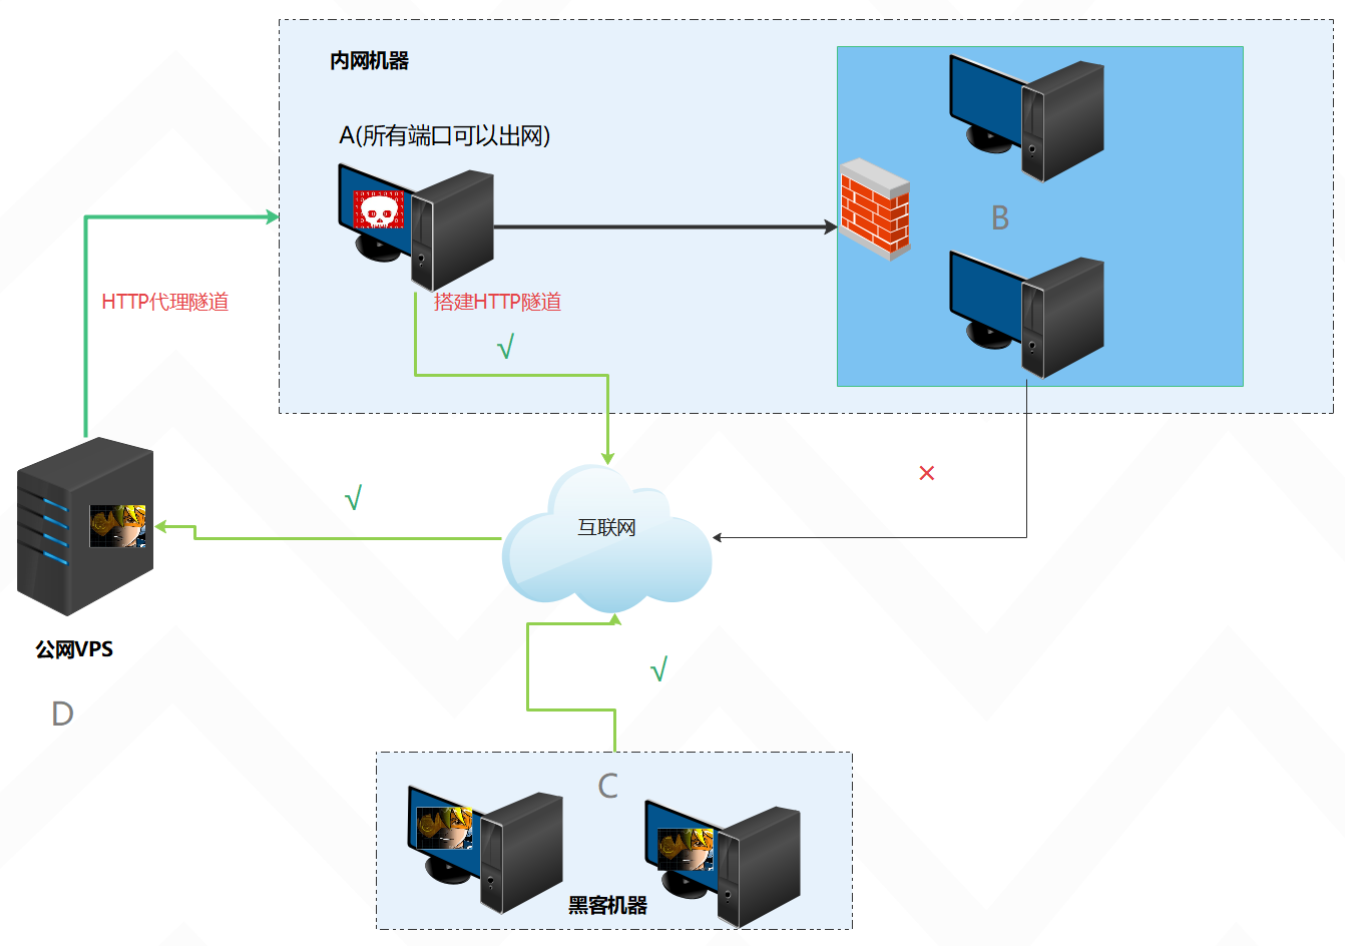 内网机器
A(所有端口可以出网)
B
HTTP代理隧道
搭建HTTP隧道
√
×
√
互联网
公网VPS
√
D
C
黑客机器